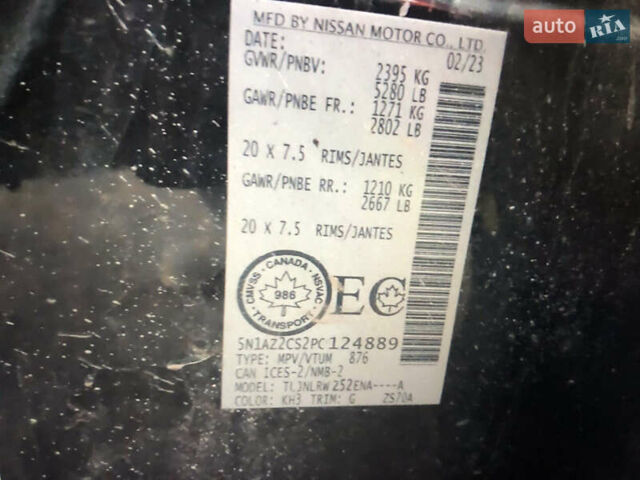 auto RIA
MFD BY NISSAN MOTOR CO., LTD.
DATE: 02/23
GVWR/PNBV: 2395 KG
5280 LB
GAWR/PNBE FR.: 1271 KG
2802 LB
20 X 7.5 RIMS/JANTES
GAWR/PNBE RR.: 1210 KG
2667 LB
20 X 7.5 RIMS/JANTES
CANADA
CMVSS NSVAC
986
TRANSPORT
EC
5N1AZ2CS2PC124889
TYPE: MPV/VTUM 876
CAN ICES-2/NMB-2
MODEL: TLJNLRW252ENA----A
COLOR: KH3 TRIM: G ZS70A